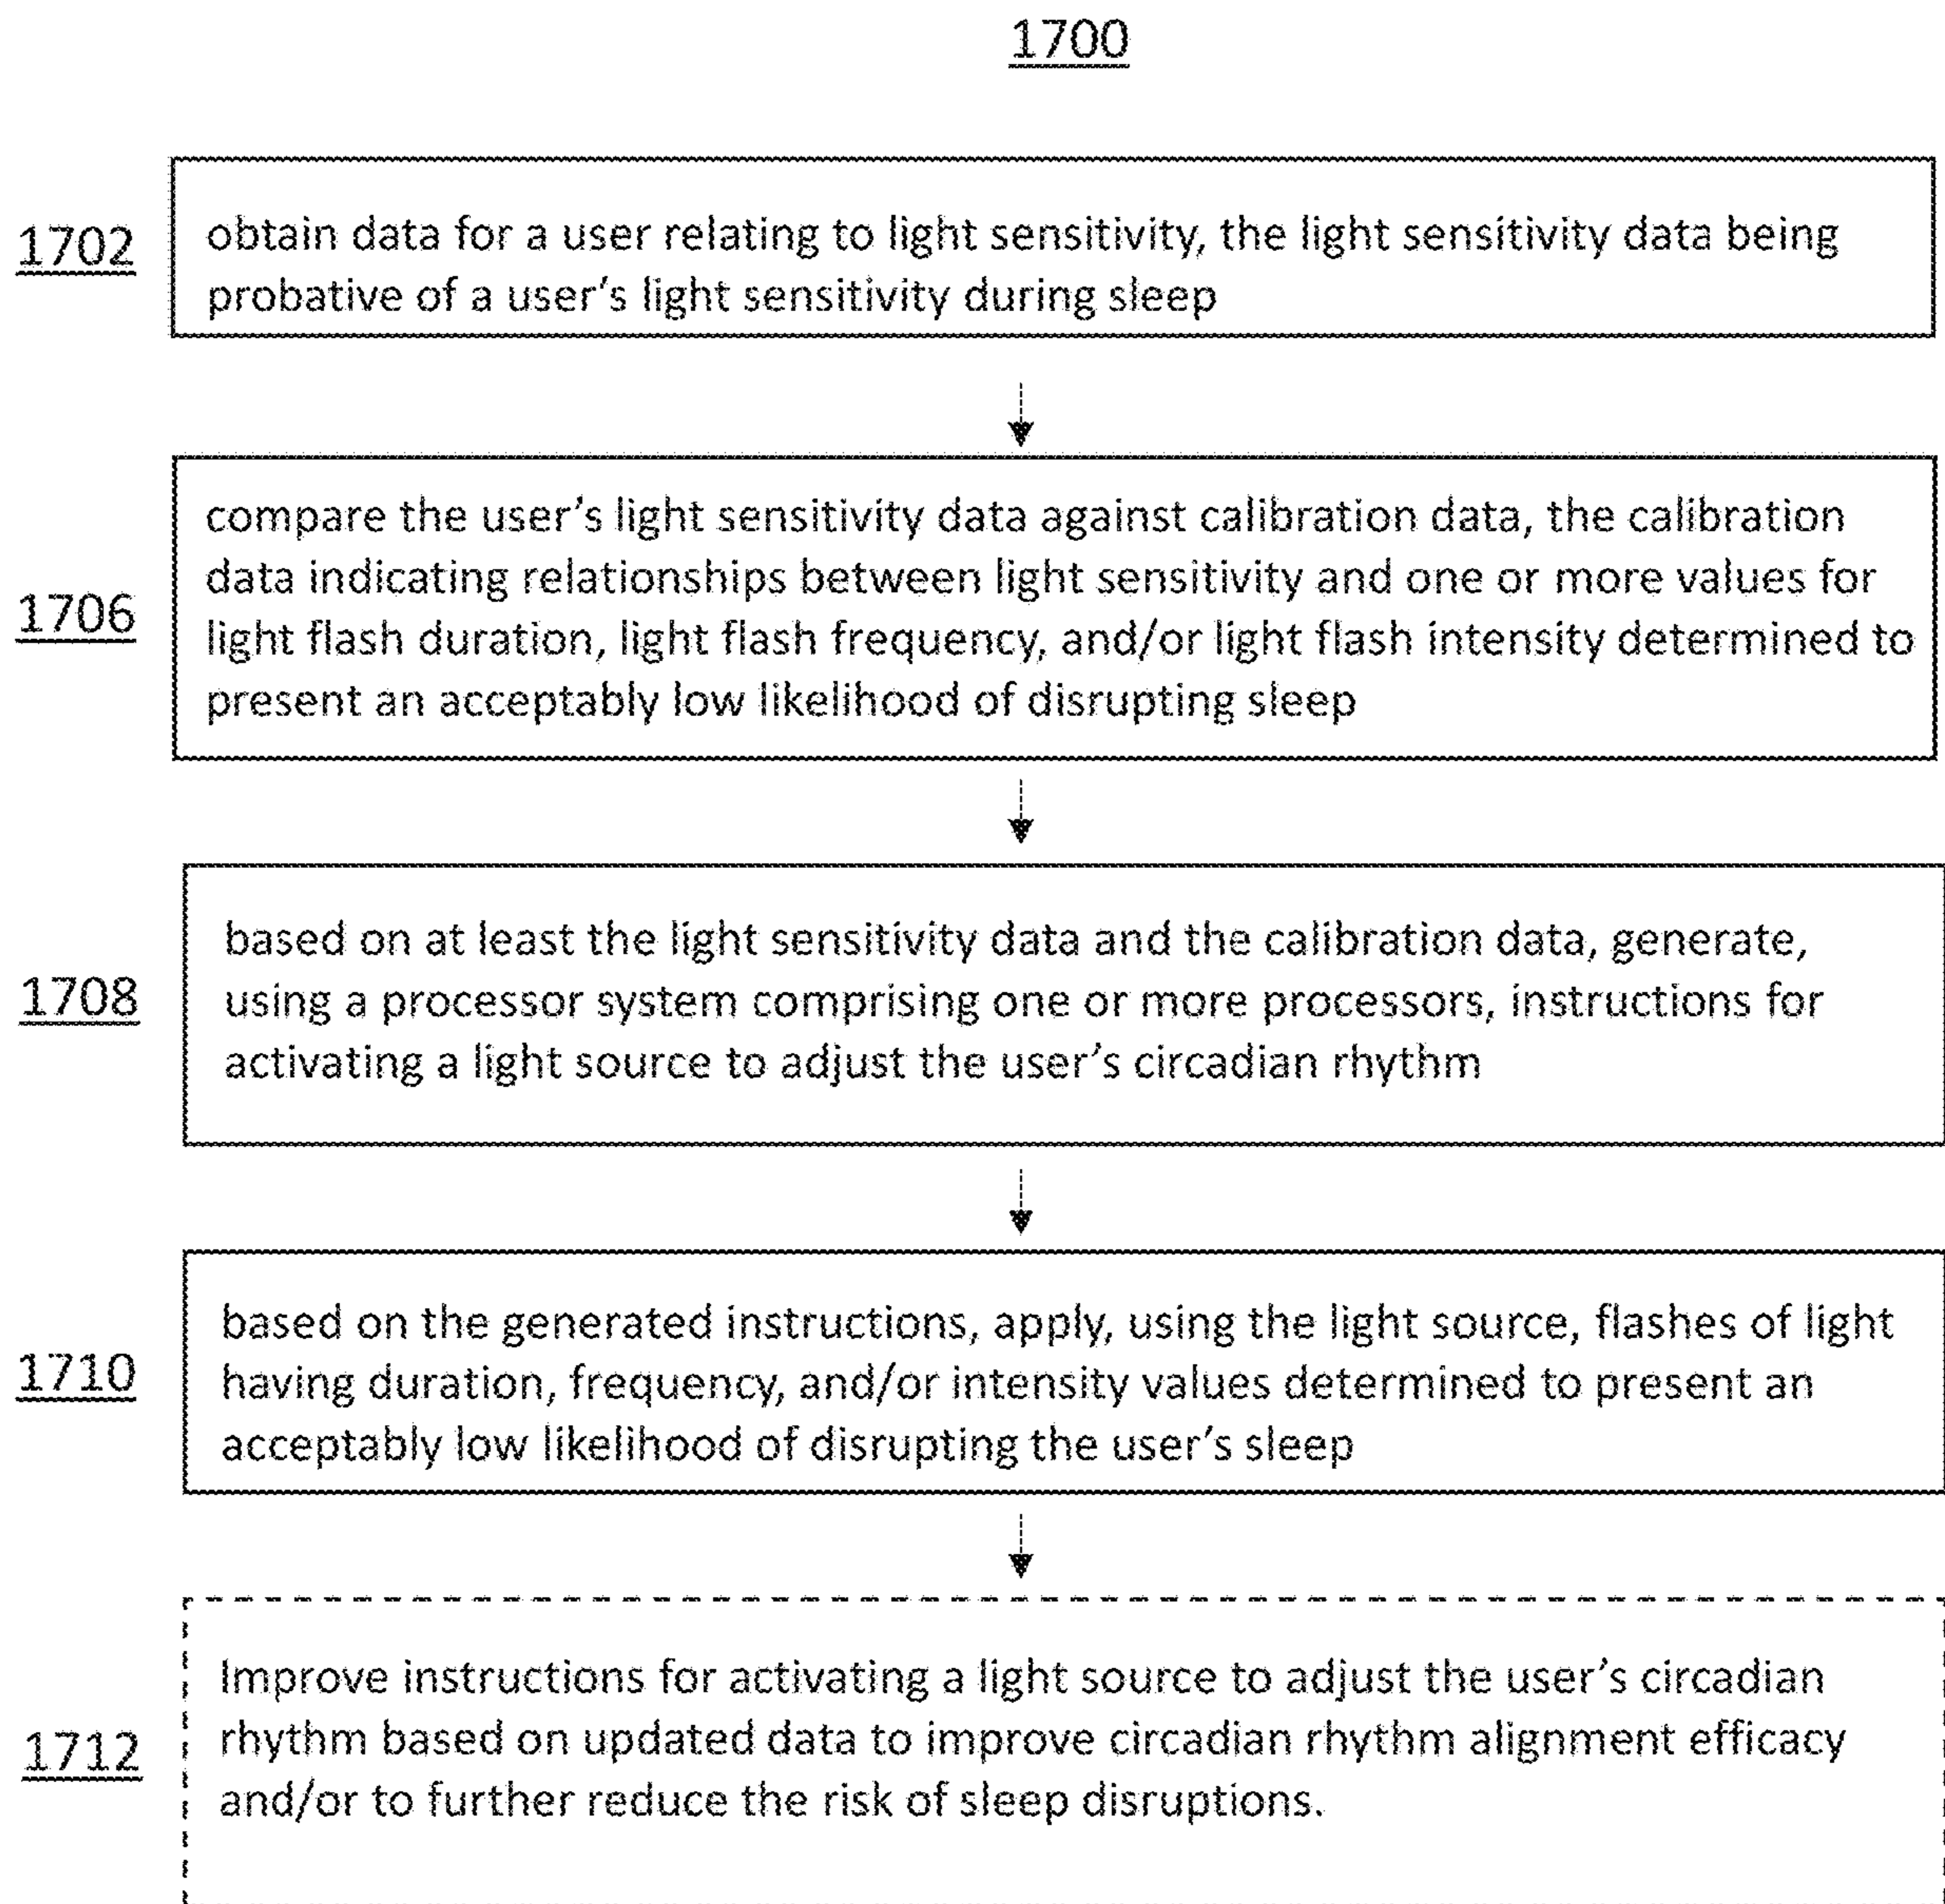 1700
1702
obtain data for a user relating to light sensitivity, the light sensitivity data being
probative of a user's light sensitivity during sleep
1706
compare the user's light sensitivity data against calibration data, the calibration
data indicating relationships between light sensitivity and one or more values for
light flash duration, light flash frequency, and/or light flash intensity determined to
present an acceptably low likelihood of disrupting sleep
1708
based on at least the light sensitivity data and the calibration data, generate,
using a processor system comprising one or more processors, instructions for
activating a light source to adjust the user's circadian rhythm
1710
based on the generated instructions, apply, using the light source, flashes of light
having duration, frequency, and/or intensity values determined to present an
acceptably low likelihood of disrupting the user's sleep
1712
Improve instructions for activating a light source to adjust the user's circadian
rhythm based on updated data to improve circadian rhythm alignment efficacy
and/or to further reduce the risk of sleep disruptions.